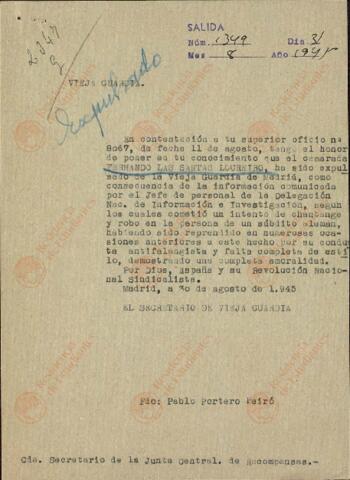 SALIDA
Núm. 1349 Día 31
Mes 8 Año 1945
VIEJA GUARDIA.
Expulsado
En contestación a tu superior oficio nº
8067, de fecha 11 de agosto, tengo el honor
de poner en tu conocimiento que el camarada
FERNANDO LAS GARTAS LOUREIRO, ha sido expul
sado de la Vieja Guardia de Madrid, como
consecuencia de la información comunicada
por el Jefe de personal de la Delegación
Nac. de Información e Investigación, segun
los cuales cometió un intento de chantange
y robo en la persona de un súbdito alemán,
habiendo sido reprendido en numerosas oca
siones anteriores a este hecho por su condu
ta antifalangista y falta completa de esti
lo, demostrando una completa amoralidad.
Por Dios, España y su Revolución Nacio
nal Sindicalista.
Madrid, a 30 de agosto de 1.945
EL SECRETARIO DE VIEJA GUARDIA
Fdo: Pablo Portero Keiró
Cda. Secretario de la Junta Central. de Recompensas.-